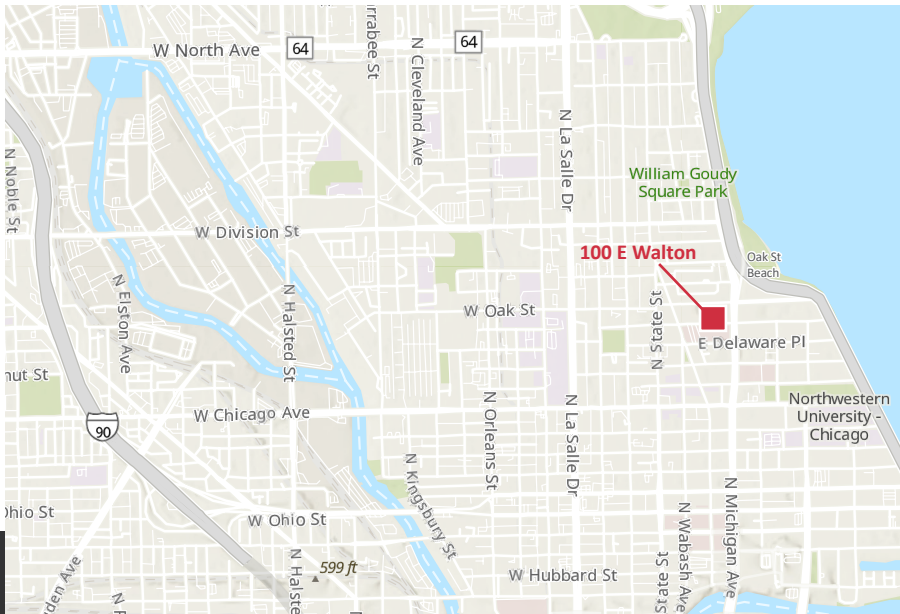 W North Ave
64
64
rrabee St
N Cleveland Ave
N La Salle Dr
N Noble St
William Goudy
Square Park
W Division St
100 E Walton
Oak St
Beach
N Elston Ave
N Halsted St
W Oak St
N State St
E Delaware Pl
nut St
90
W Chicago Ave
N Orleans St
N La Salle Dr
Northwestern
University -
Chicago
N Kingsbury St
N Michigan Ave
N Wabash Ave
Ohio St
W Ohio St
599 ft
W Hubbard St
den Ave
N Halste
State St